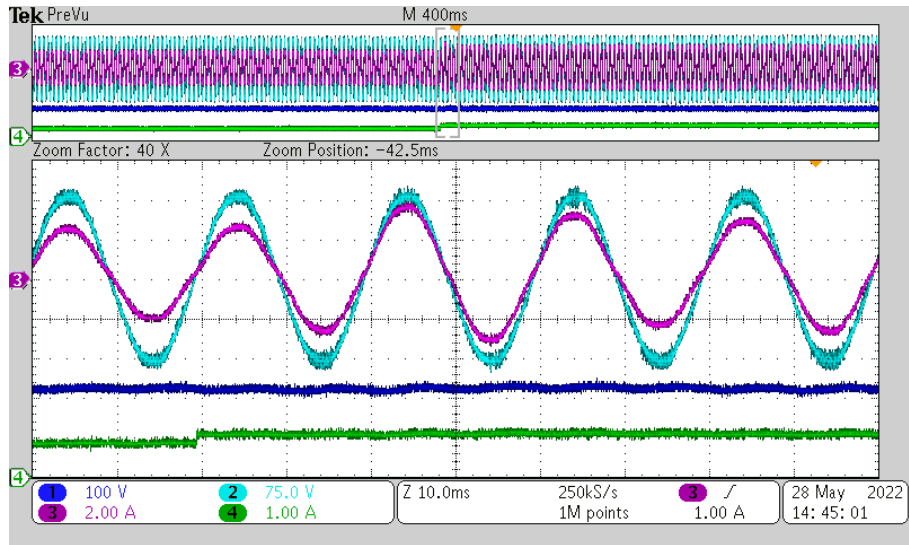 Tek PreVu M 400ms
3
4
Zoom Factor: 40 X Zoom Position: -42.5ms
3
4
1 100 V 2 75.0 V Z 10.0ms 250kS/s 3 28 May 2022
3 2.00 A 4 1.00 A 1M points 1.00 A 14:45:01